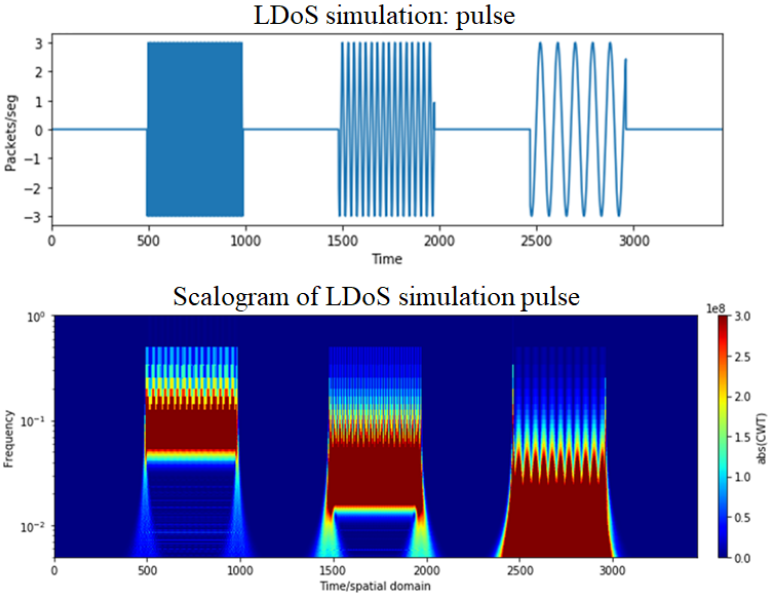 LDoS simulation: pulse
Packets/seg
3
2
1
0
−1
−2
−3
0 500 1000 1500 2000 2500 3000
Time
Scalogram of LDoS simulation pulse
Frequency
10⁰
10⁻¹
10⁻²
0 500 1000 1500 2000 2500 3000
Time/spatial domain
1e8
3.0
2.5
2.0
1.5
1.0
0.5
0.0
abs(CWT)